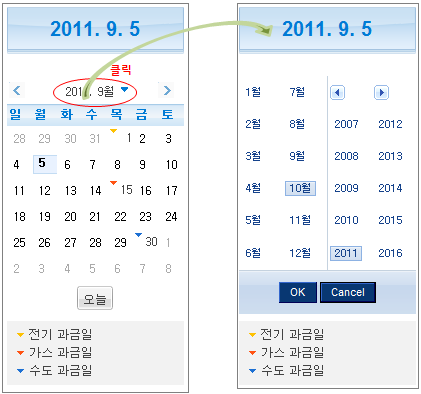 2011. 9. 5
클릭
2011. 9월
일 월 화 수 목 금 토
28 29 30 31 1 2 3
4 5 6 7 8 9 10
11 12 13 14 15 16 17
18 19 20 21 22 23 24
25 26 27 28 29 30 1
2 3 4 5 6 7 8
오늘
전기 과금일
가스 과금일
수도 과금일
2011. 9. 5
1월 7월
2월 8월 2007 2012
3월 9월 2008 2013
4월 10월 2009 2014
5월 11월 2010 2015
6월 12월 2011 2016
OK Cancel
전기 과금일
가스 과금일
수도 과금일